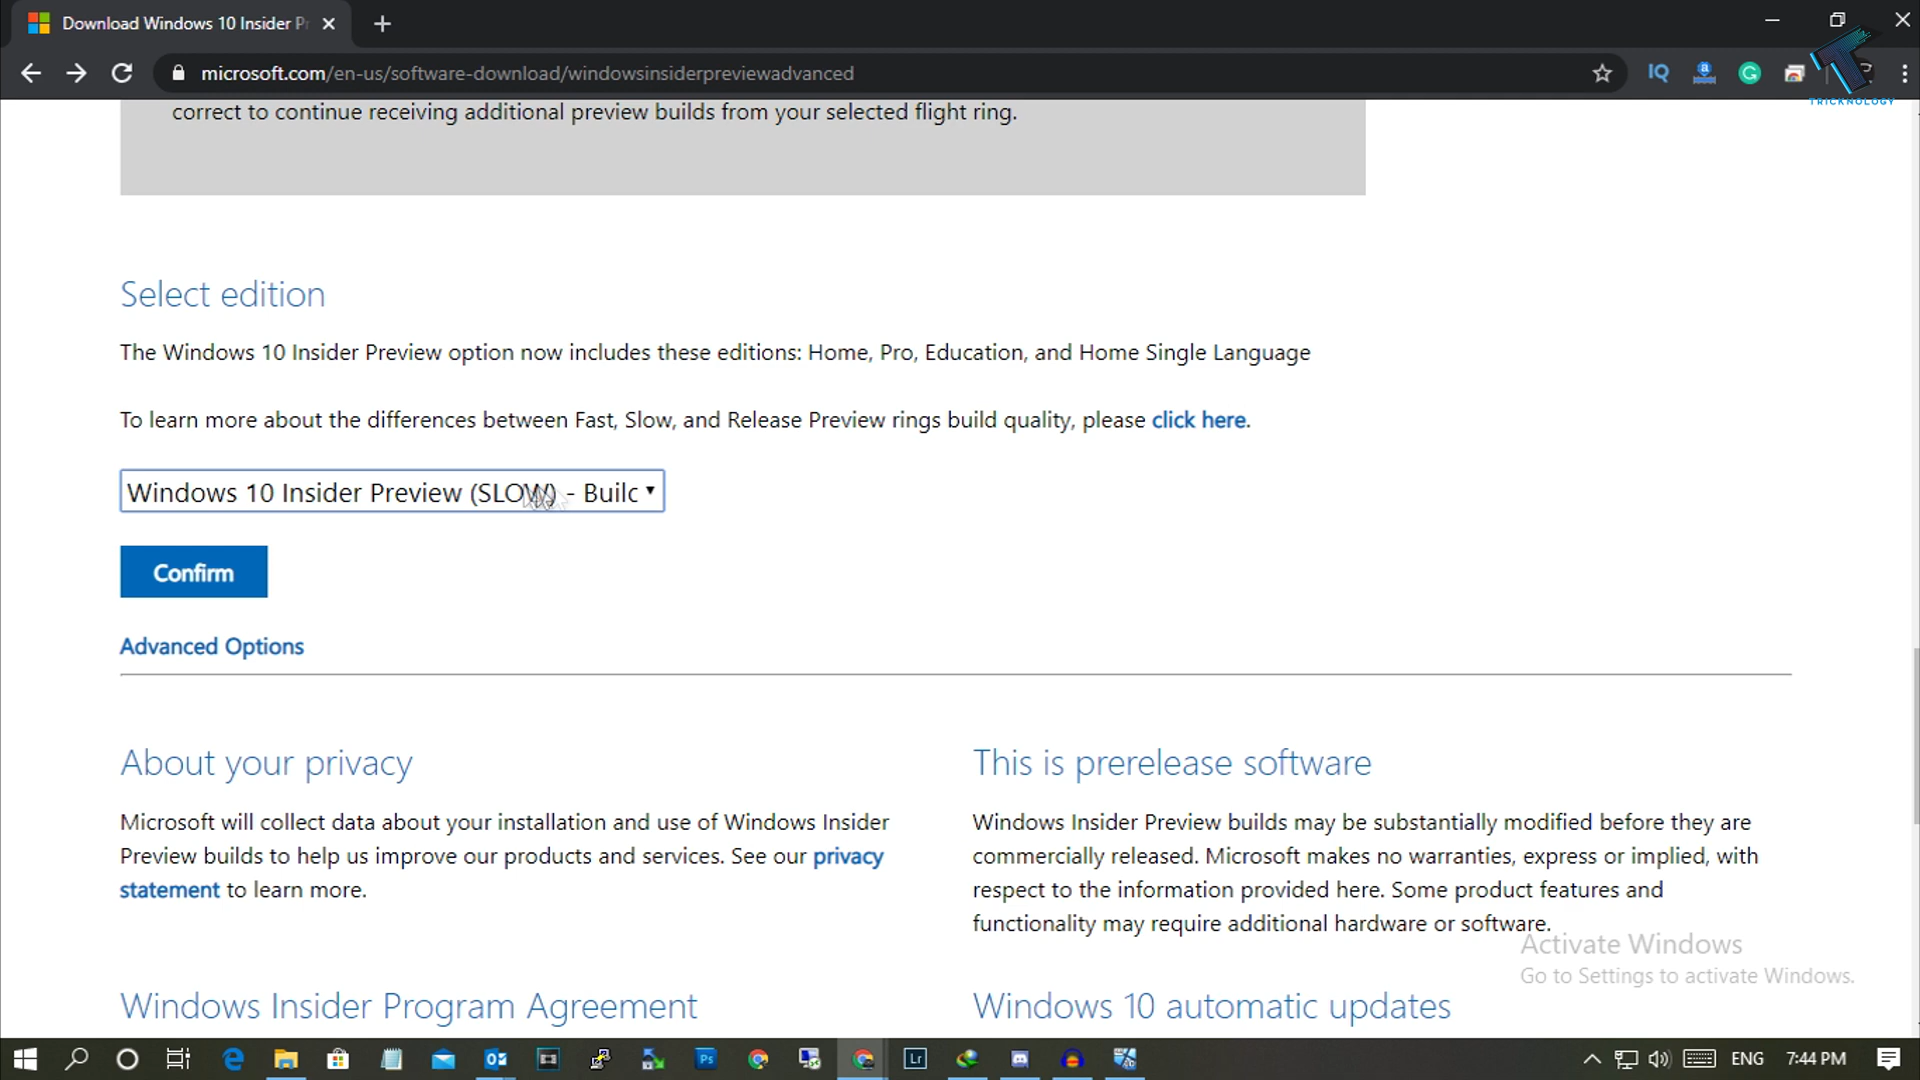 Download Windows 10 Insider Pr
microsoft.com/en-us/software-download/windowsinsiderpreviewadvanced
IQ
TRICKNOLOGY
correct to continue receiving additional preview builds from your selected flight ring.
Select edition
The Windows 10 Insider Preview option now includes these editions: Home, Pro, Education, and Home Single Language
To learn more about the differences between Fast, Slow, and Release Preview rings build quality, please click here.
Windows 10 Insider Preview (SLOW) - Builc
Confirm
Advanced Options
About your privacy
Microsoft will collect data about your installation and use of Windows Insider
Preview builds to help us improve our products and services. See our privacy
statement to learn more.
This is prerelease software
Windows Insider Preview builds may be substantially modified before they are
commercially released. Microsoft makes no warranties, express or implied, with
respect to the information provided here. Some product features and
functionality may require additional hardware or software.
Activate Windows
Go to Settings to activate Windows.
Windows Insider Program Agreement
Windows 10 automatic updates
Ps
Lr
ENG
7:44 PM